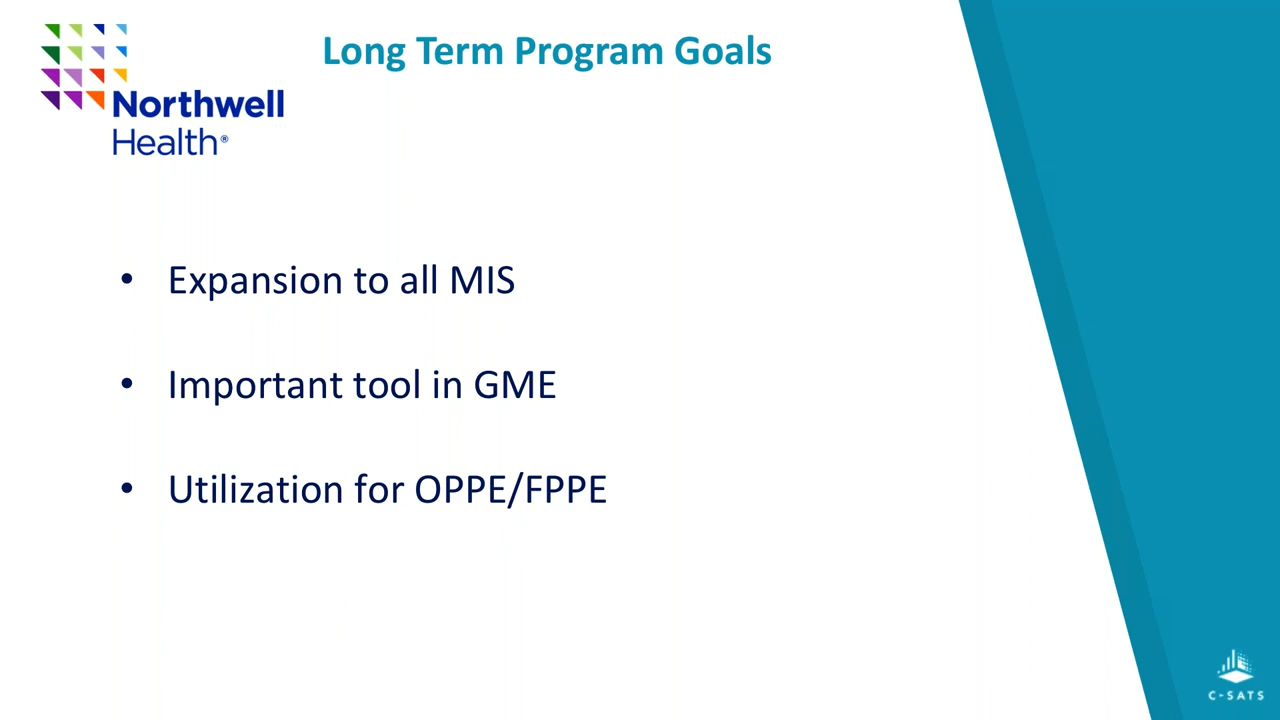 Long Term Program Goals
Northwell
Health®
• Expansion to all MIS
• Important tool in GME
• Utilization for OPPE/FPPE
C-SATS